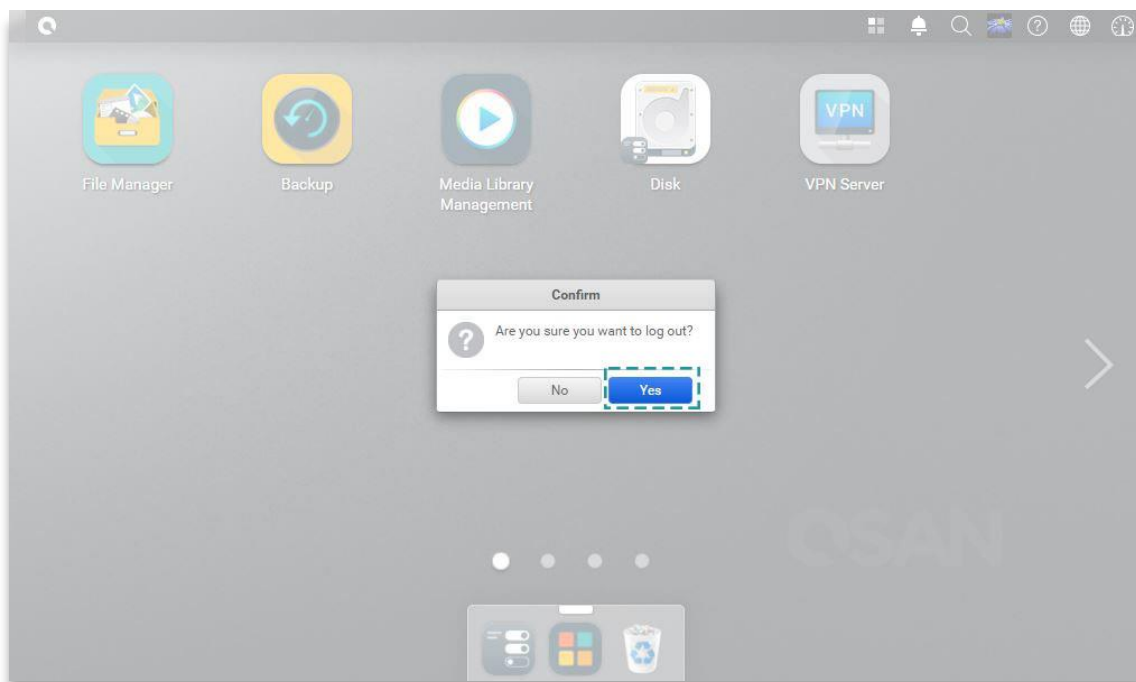 VPN
File Manager
Backup
Media Library
Management
Disk
VPN Server
Confirm
Are you sure you want to log out?
No
Yes
QSAN